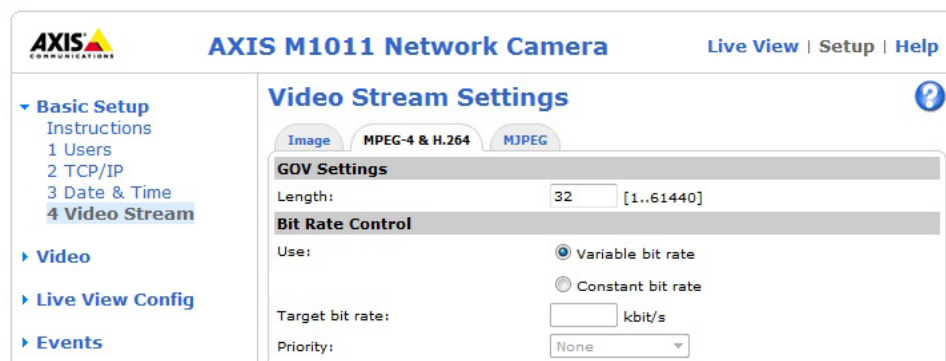 AXIS
COMMUNICATIONS
AXIS M1011 Network Camera
Live View | Setup | Help
Basic Setup
Instructions
1 Users
2 TCP/IP
3 Date & Time
4 Video Stream
Video
Live View Config
Events
Video Stream Settings
?
Image
MPEG-4 & H.264
MJPEG
GOV Settings
Length: 32 [1..61440]
Bit Rate Control
Use: Variable bit rate
Constant bit rate
Target bit rate: kbit/s
Priority: None